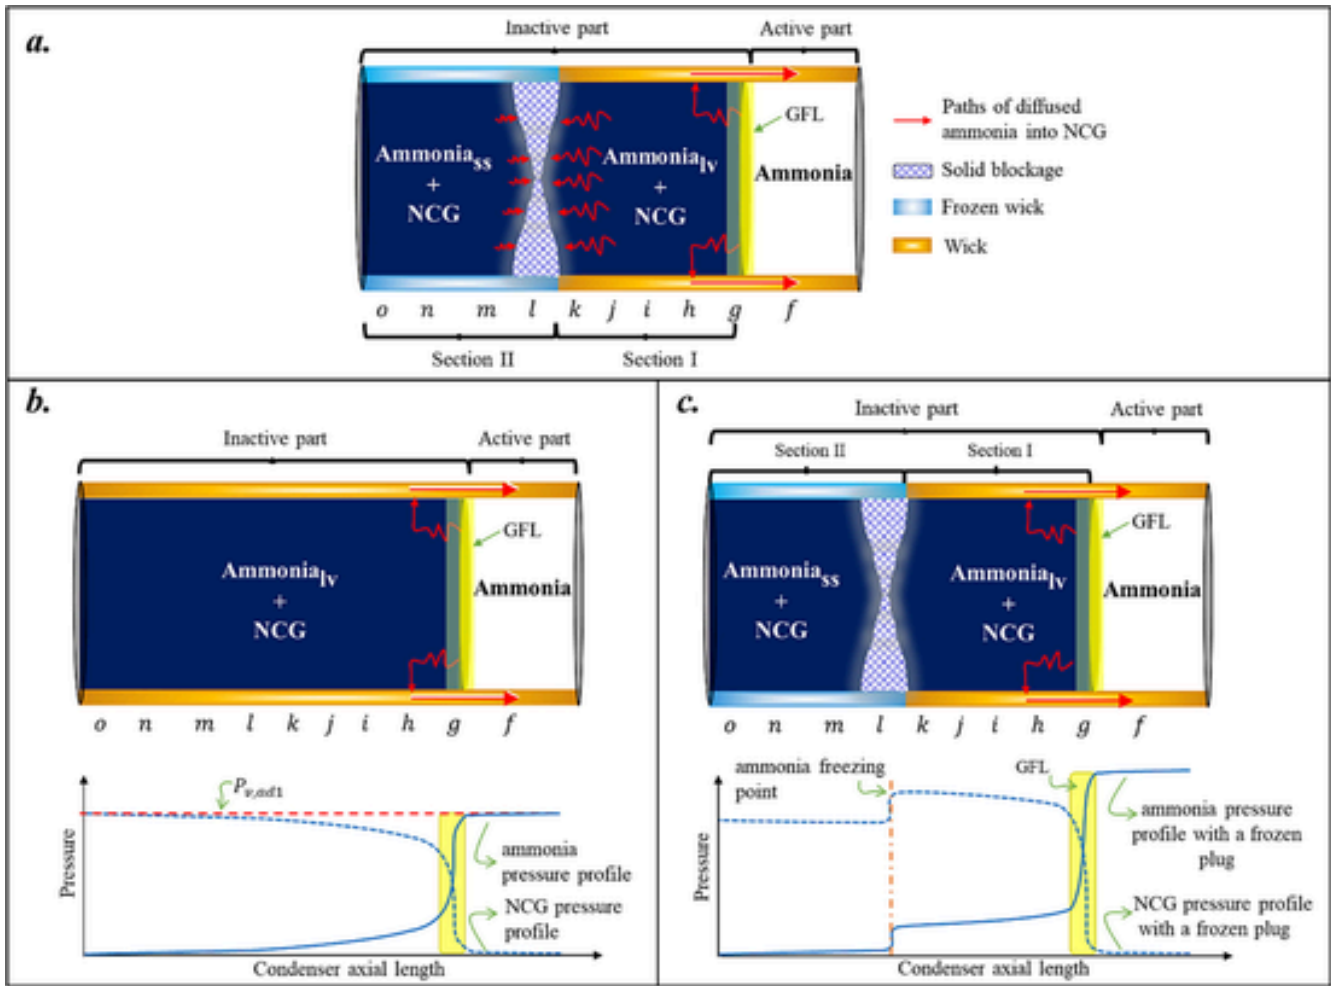 a.
Inactive part
Active part
GFL
Ammonia_ss
+
NCG
Ammonia_lv
+
NCG
Ammonia
Paths of diffused
ammonia into NCG
Solid blockage
Frozen wick
Wick
o n m l k j i h g f
Section II
Section I
b.
Inactive part
Active part
GFL
Ammonia_lv
+
NCG
Ammonia
o n m l k j i h g f
P_v,ad1
Pressure
ammonia
pressure profile
NCG pressure
profile
Condenser axial length
c.
Inactive part
Active part
Section II
Section I
GFL
Ammonia_ss
+
NCG
Ammonia_lv
+
NCG
Ammonia
o n m l k j i h g f
ammonia freezing
point
GFL
Pressure
ammonia pressure
profile with a frozen
plug
NCG pressure profile
with a frozen plug
Condenser axial length